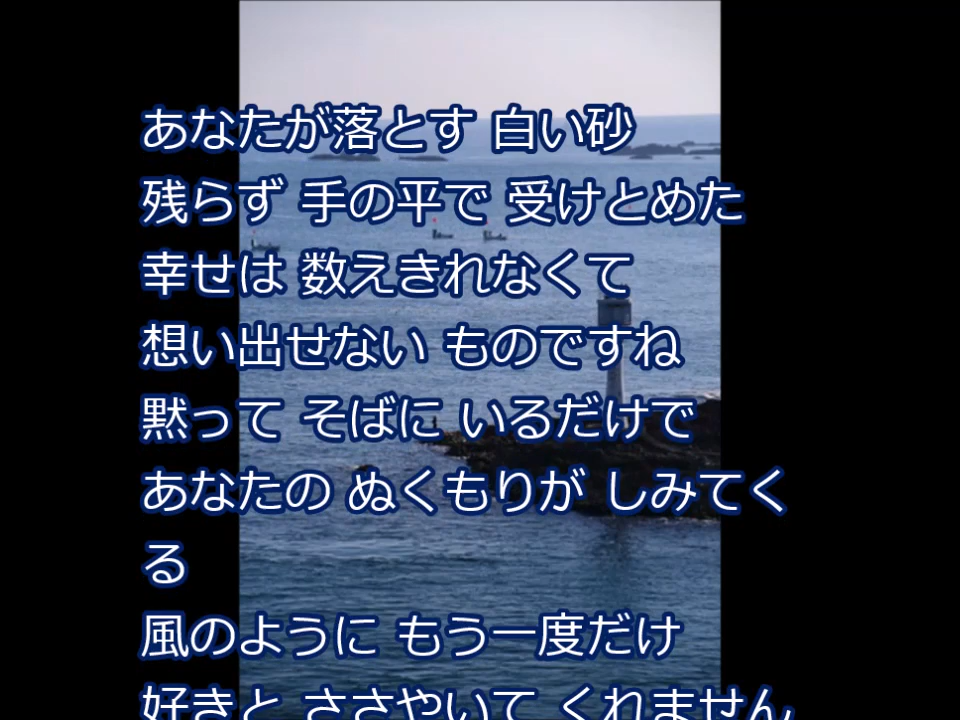 あなたが落とす 白い砂
残らず 手の平で 受けとめた
幸せは 数えきれなくて
想い出せない ものですね
黙って そばに いるだけで
あなたの ぬくもりが しみてく
る
風のように もう一度だけ
好きと ささやいて くれません